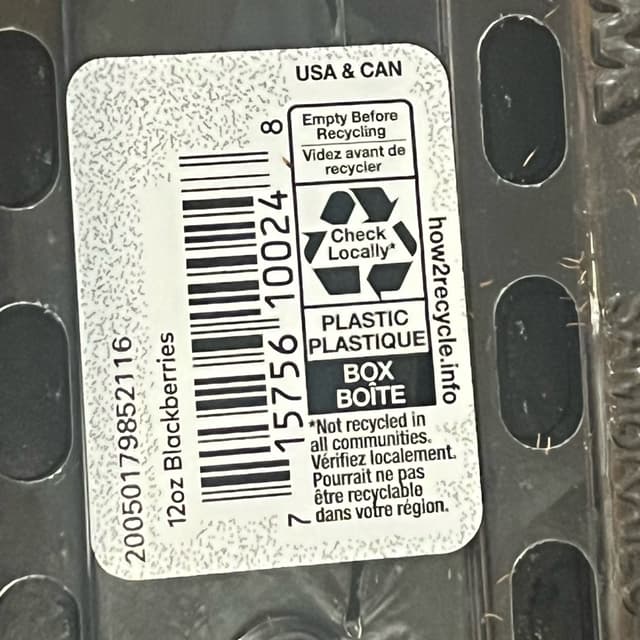 USA & CAN
Empty Before
Recycling
Videz avant de
recycler
Check
Locally*
PLASTIC
PLASTIQUE
BOX
BOÎTE
*Not recycled in
all communities.
Vérifiez localement.
Pourrait ne pas
être recyclable
dans votre région.
how2recycle.info
7 15756 10024 8
12oz Blackberries
20050179852116